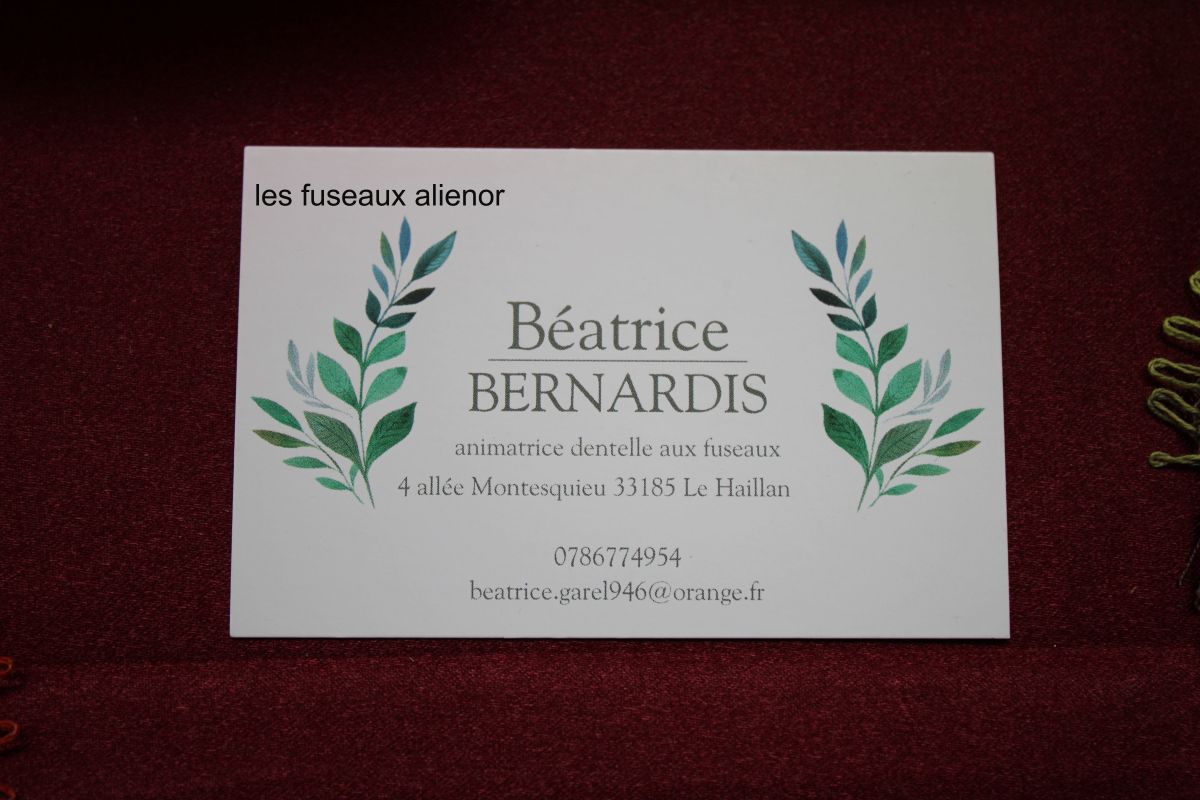 les fuseaux alienor
Béatrice
BERNARDIS
animatrice dentelle aux fuseaux
4 allée Montesquieu 33185 Le Haillan
0786774954
beatrice.garel946@orange.fr